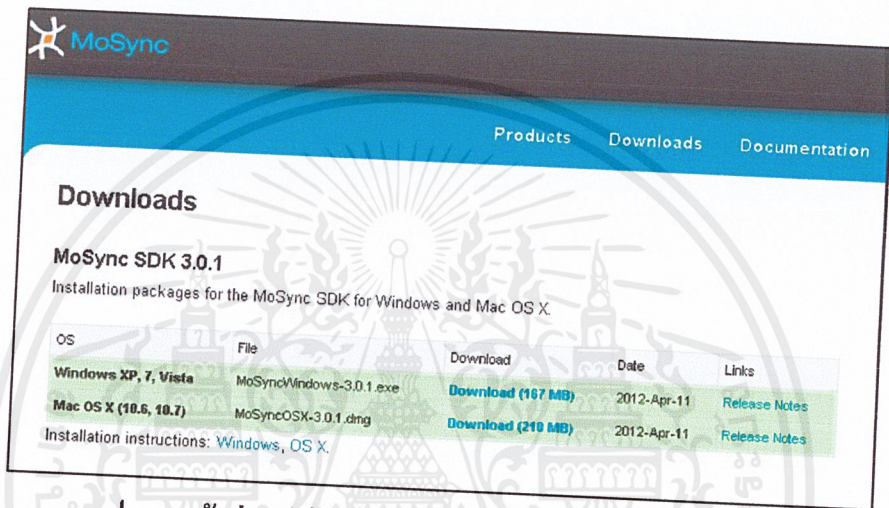 MoSync
Products Downloads Documentation
Downloads
MoSync SDK 3.0.1
Installation packages for the MoSync SDK for Windows and Mac OS X.
OS File Download Date Links
Windows XP, 7, Vista MoSyncWindows-3.0.1.exe Download (167 MB) 2012-Apr-11 Release Notes
Mac OS X (10.6, 10.7) MoSyncOSX-3.0.1.dmg Download (210 MB) 2012-Apr-11 Release Notes
Installation instructions: Windows, OS X.